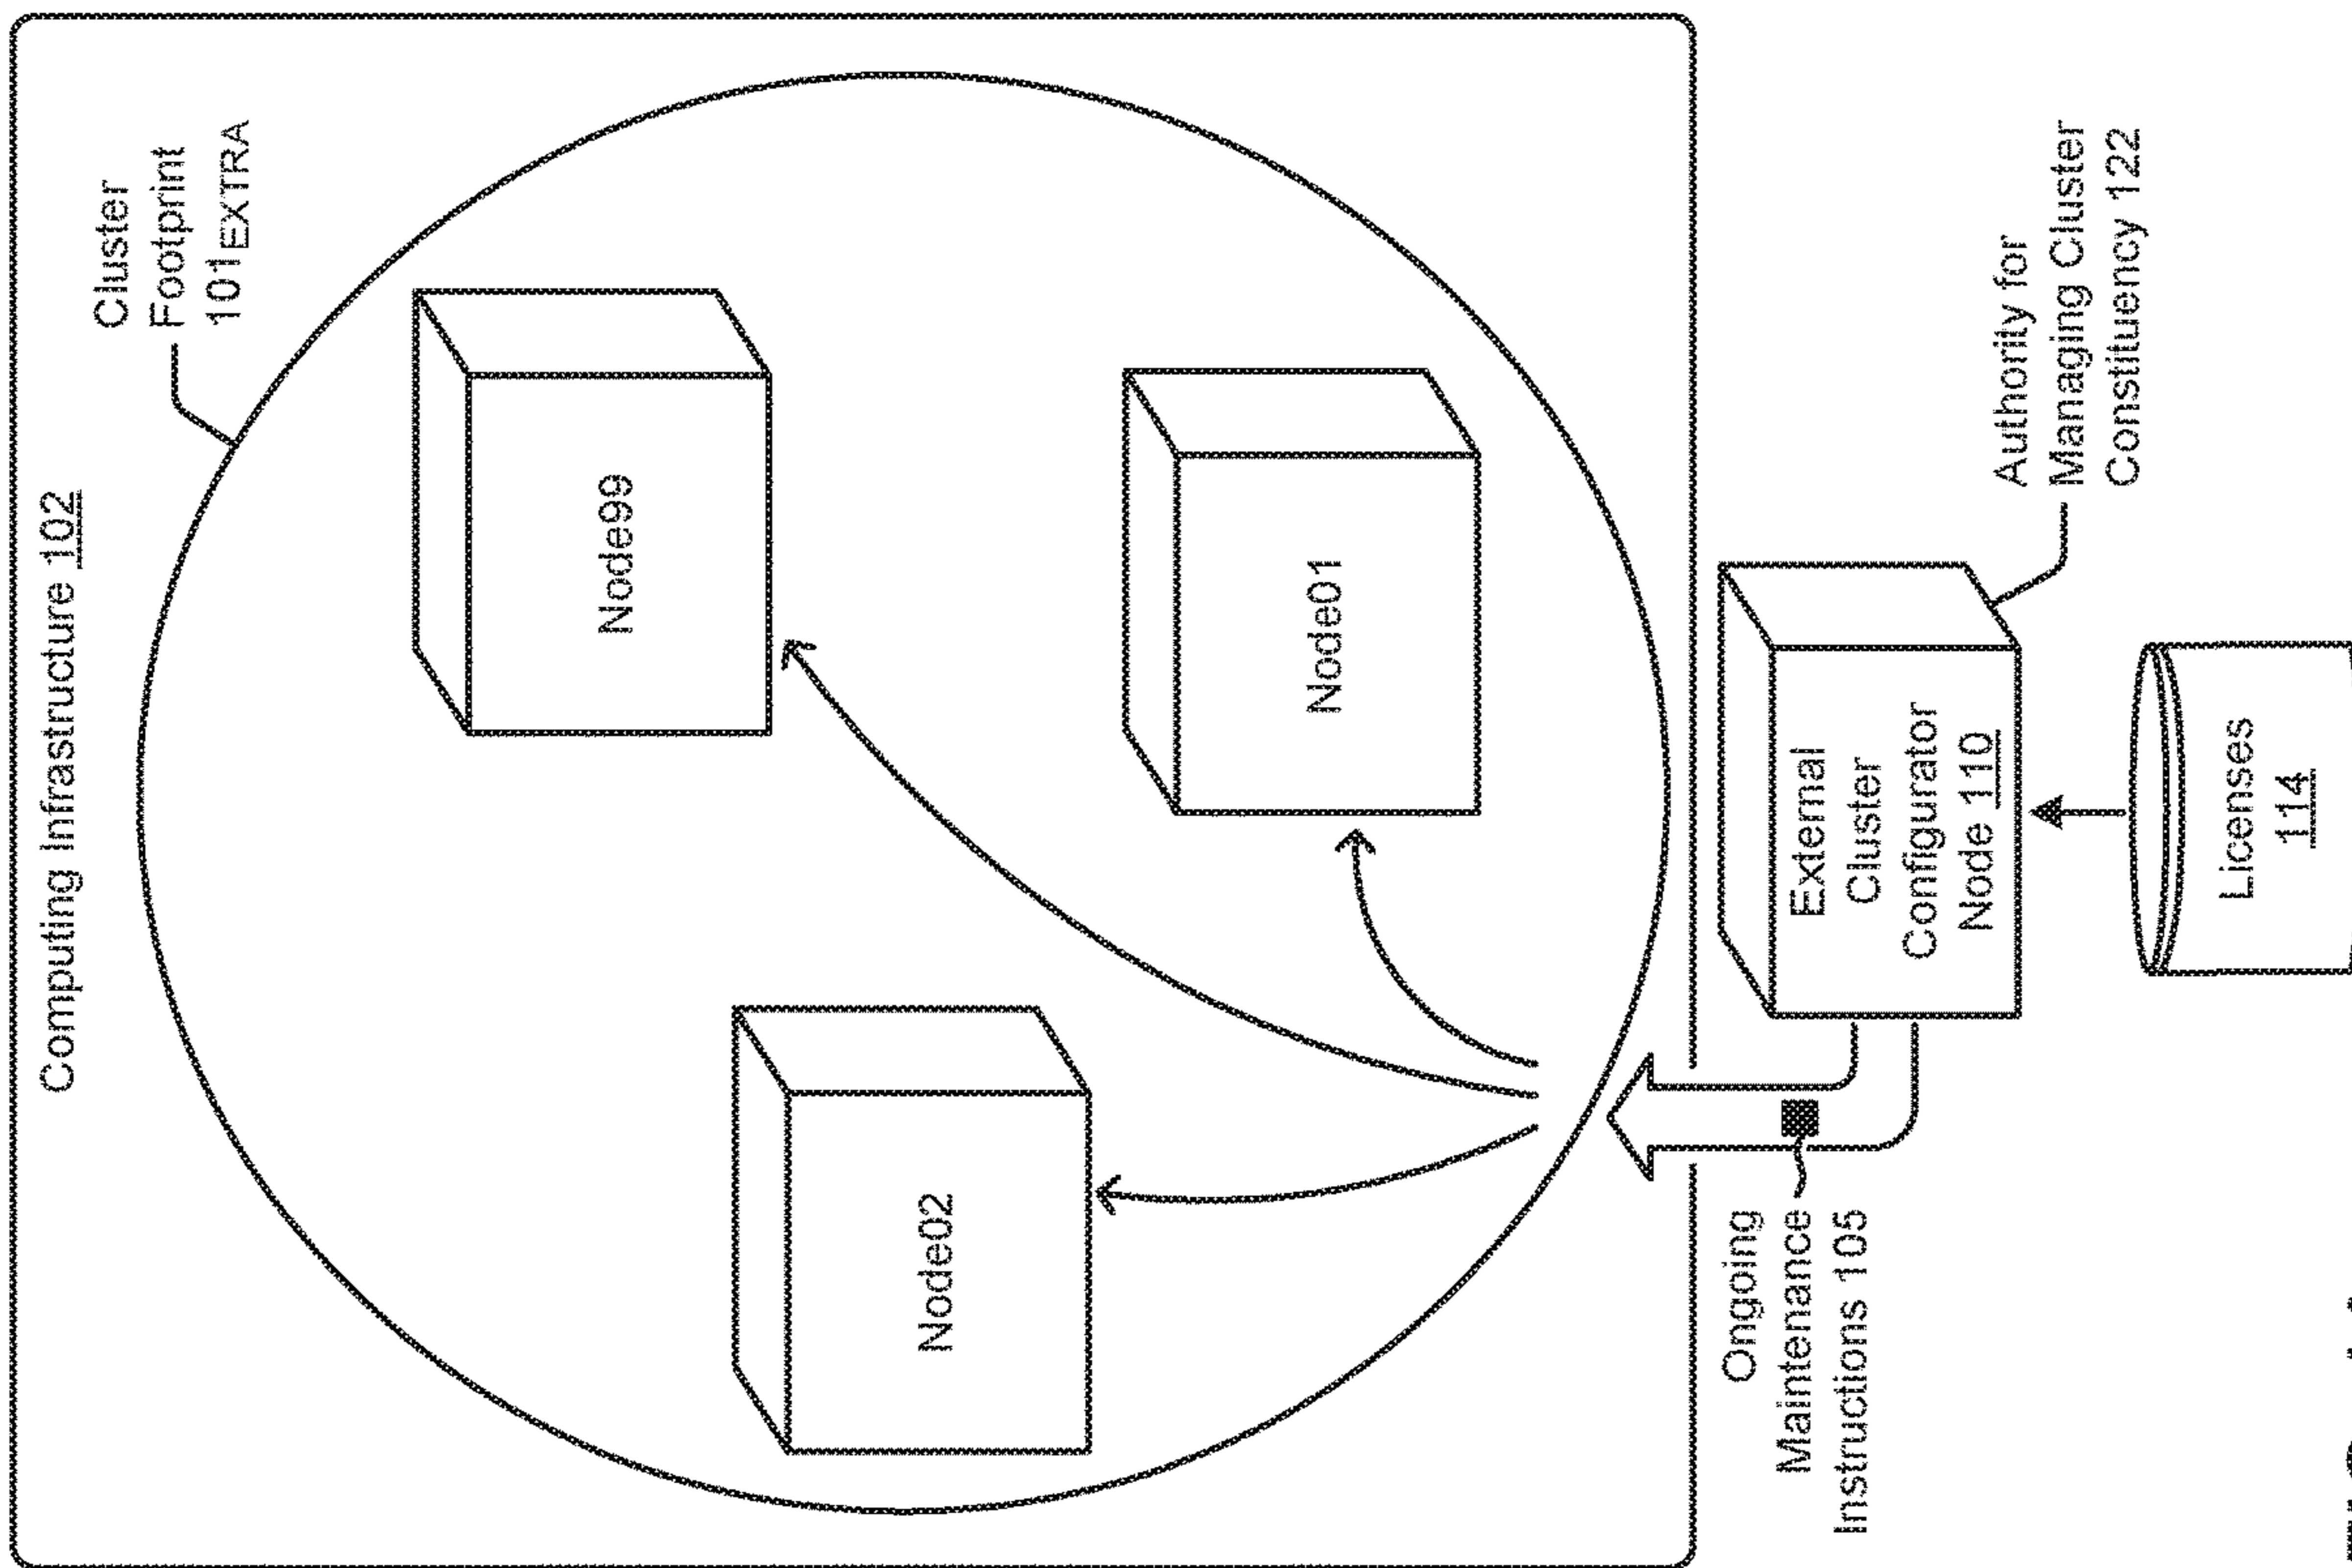 Computing Infrastructure 102
Cluster
Footprint
101EXTRA
Node99
Node02
Node01
Ongoing
Maintenance
Instructions 105
External
Cluster
Configurator
Node 110
Authority for
Managing Cluster
Constituency 122
Licenses
114